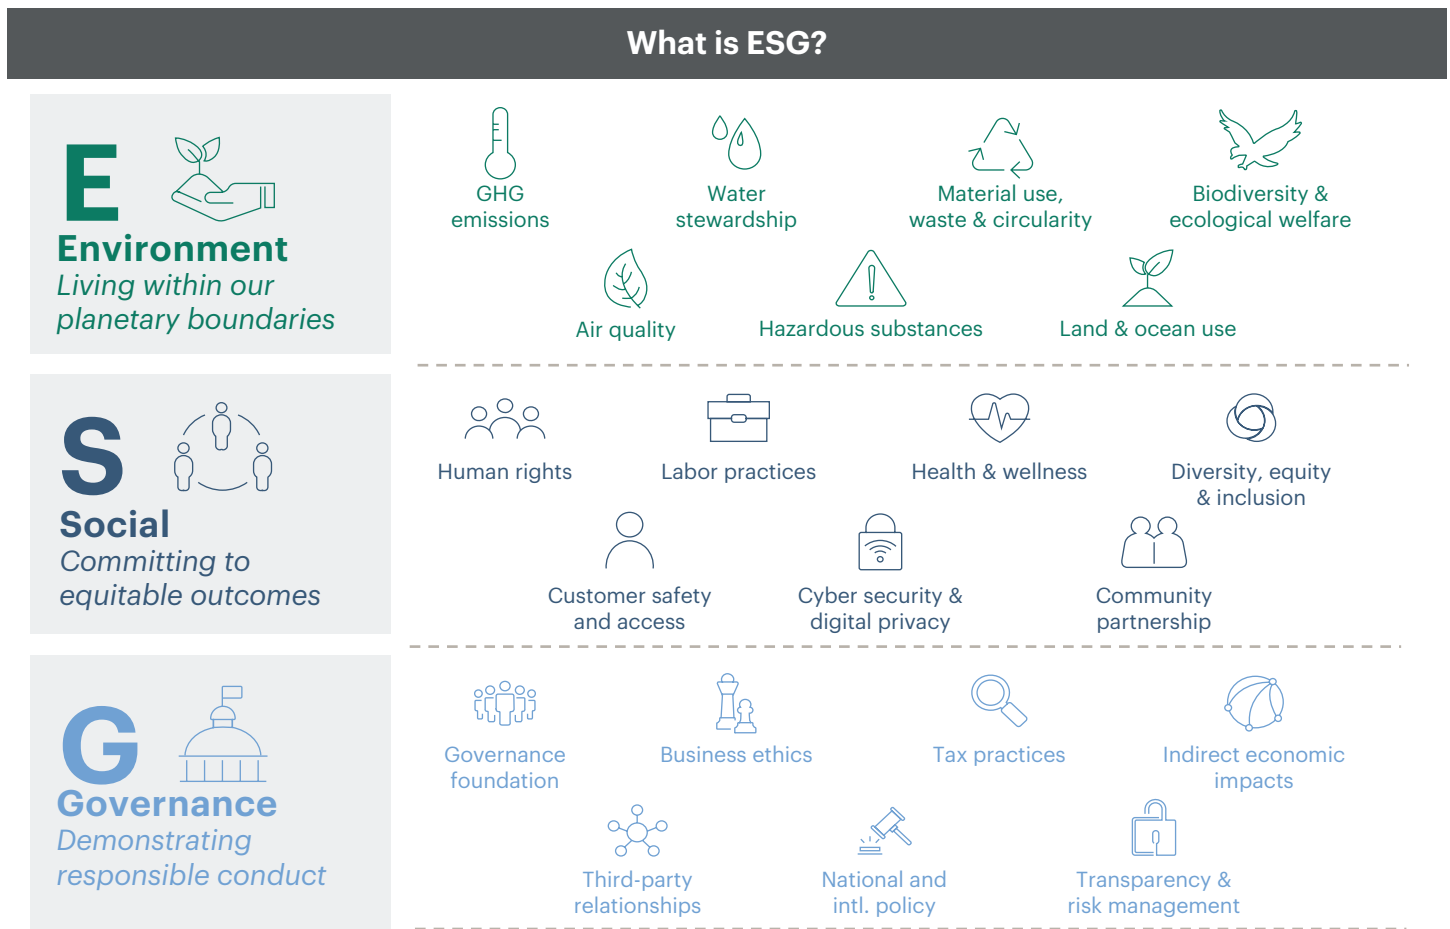 What is ESG?
E
Environment
Living within our
planetary boundaries
GHG
emissions
Water
stewardship
Material use,
waste & circularity
Biodiversity &
ecological welfare
Air quality
Hazardous substances
Land & ocean use
S
Social
Committing to
equitable outcomes
Human rights
Labor practices
Health & wellness
Diversity, equity
& inclusion
Customer safety
and access
Cyber security &
digital privacy
Community
partnership
G
Governance
Demonstrating
responsible conduct
Governance
foundation
Business ethics
Tax practices
Indirect economic
impacts
Third-party
relationships
National and
intl. policy
Transparency &
risk management